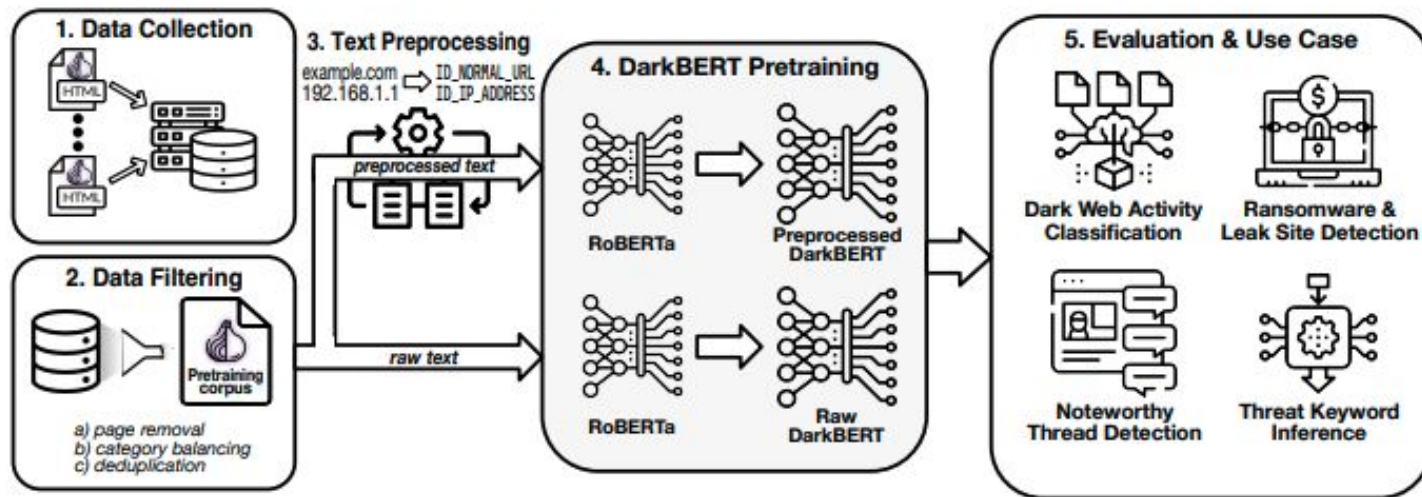 1. Data Collection
HTML
HTML
2. Data Filtering
Pretraining
corpus
a) page removal
b) category balancing
c) deduplication
3. Text Preprocessing
example.com
ID_NORMAL_URL
192.168.1.1
ID_IP_ADDRESS
preprocessed text
raw text
4. DarkBERT Pretraining
RoBERTa
Preprocessed
DarkBERT
RoBERTa
Raw
DarkBERT
5. Evaluation & Use Case
$
Dark Web Activity
Classification
Ransomware &
Leak Site Detection
Noteworthy
Thread Detection
Threat Keyword
Inference